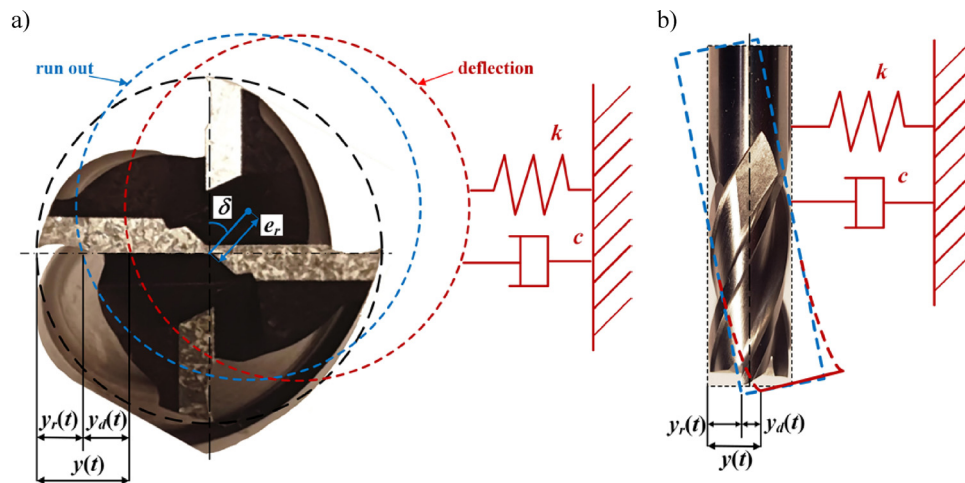 a)
run out
deflection
k
δ
e_r
c
y_r(t)
y_d(t)
y(t)
b)
k
c
y_r(t)
y_d(t)
y(t)